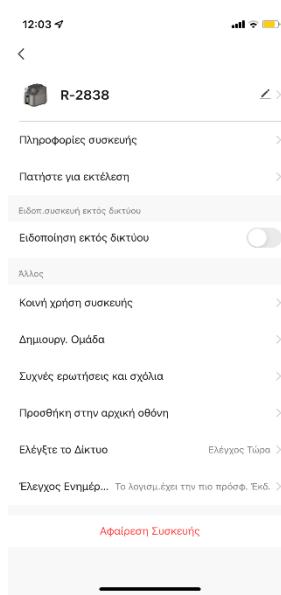 12:03
R-2838
Πληροφορίες συσκευής
Πατήστε για εκτέλεση
Ειδοπ.συσκευή εκτός δικτύου
Ειδοποίηση εκτός δικτύου
Άλλος
Κοινή χρήση συσκευής
Δημιουργ. Ομάδα
Συχνές ερωτήσεις και σχόλια
Προσθήκη στην αρχική οθόνη
Ελέγξτε το Δίκτυο Ελέγχος Τώρα
Έλεγχος Ενημέρ... Το λογισμ.έχει την πιο πρόσφ. Έκδ.
Αφαίρεση Συσκευής